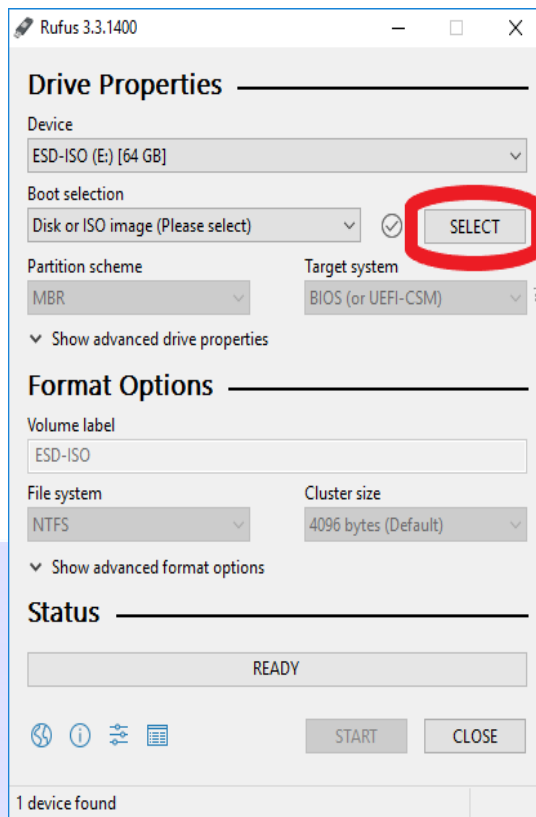 Rufus 3.3.1400
Drive Properties
Device
ESD-ISO (E:) [64 GB]
Boot selection
Disk or ISO image (Please select)
SELECT
Partition scheme
Target system
MBR
BIOS (or UEFI-CSM)
Show advanced drive properties
Format Options
Volume label
ESD-ISO
File system
Cluster size
NTFS
4096 bytes (Default)
Show advanced format options
Status
READY
START
CLOSE
1 device found